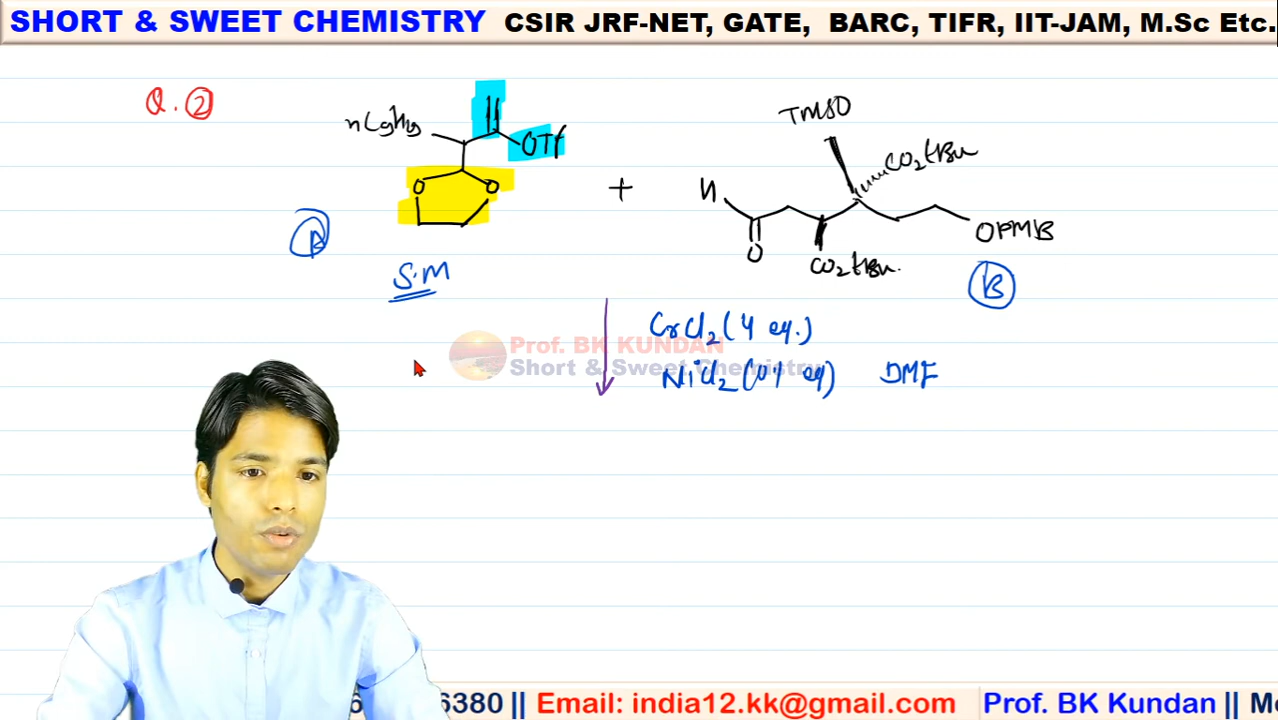 SHORT & SWEET CHEMISTRY CSIR JRF-NET, GATE, BARC, TIFR, IIT-JAM, M.Sc Etc.
Q. 2
nC9H19
OTf
O O
A
S.M
+
TMSO
CO2tBu
H
O
CO2tBu.
OPMB
B
CrCl2 (4 eq.)
NiCl2 (0.1 eq) DMF
Prof. BK KUNDAN
Short & Sweet Chemistry
6380 || Email: india12.kk@gmail.com || Prof. BK Kundan || Mo